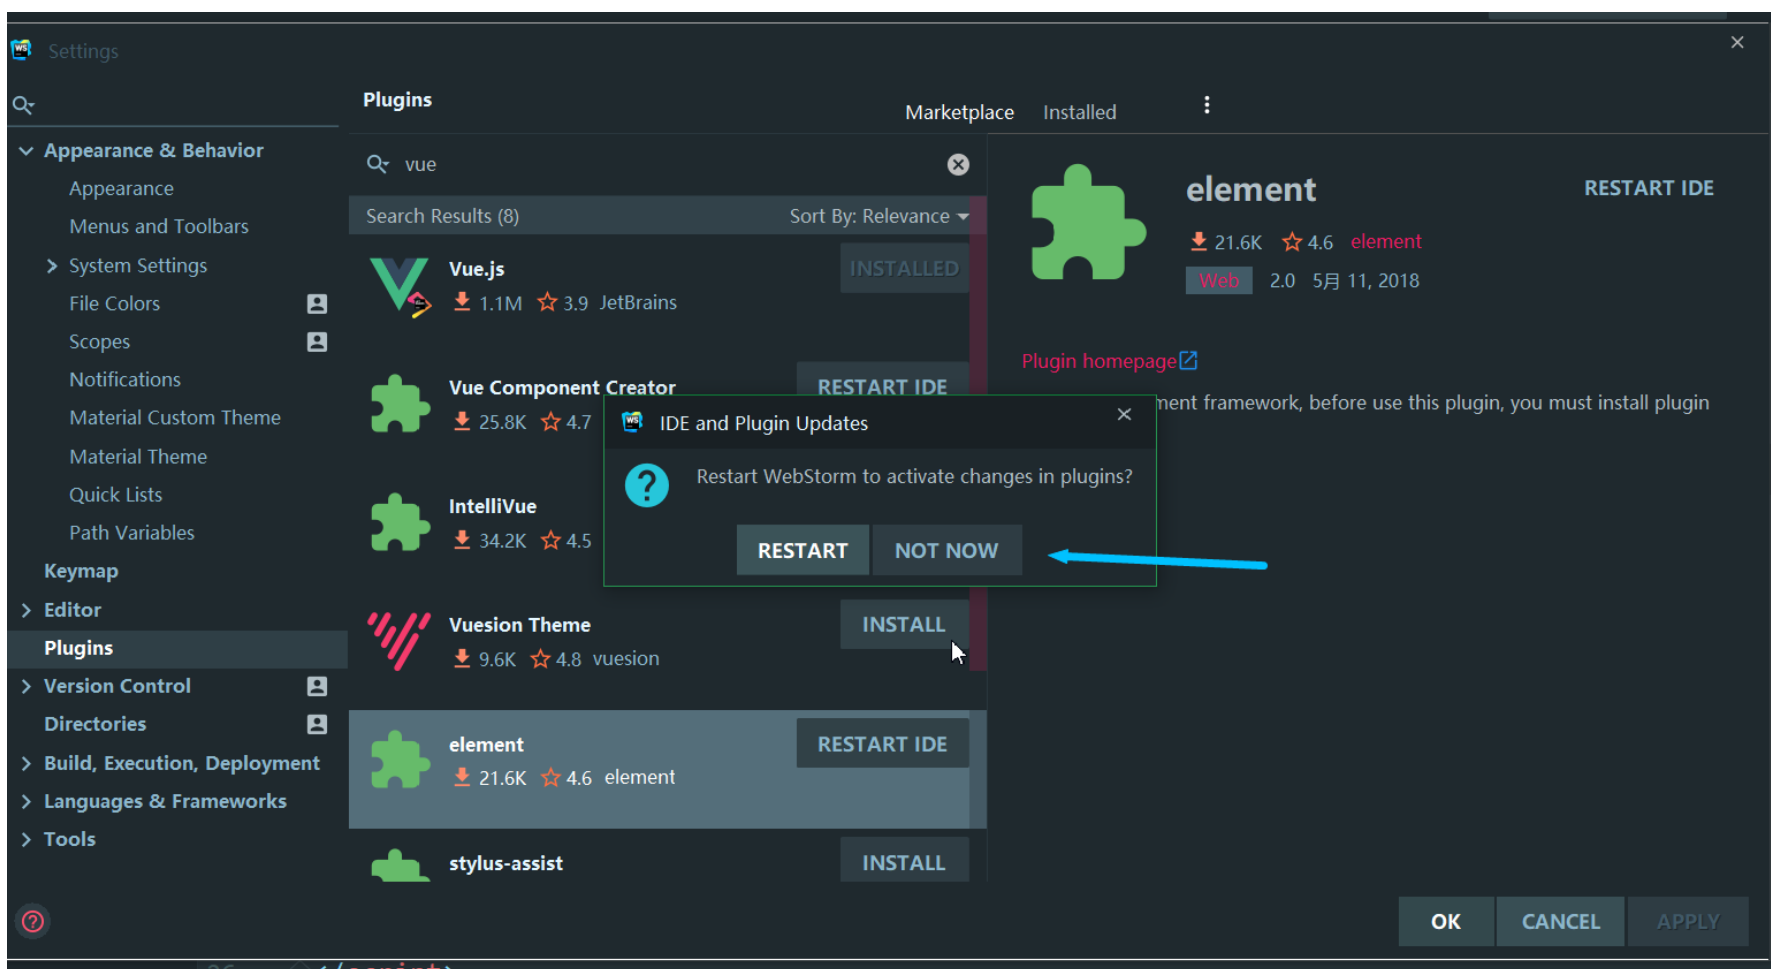 Settings
Plugins
Marketplace Installed
Appearance & Behavior
Appearance
Menus and Toolbars
System Settings
File Colors
Scopes
Notifications
Material Custom Theme
Material Theme
Quick Lists
Path Variables
Keymap
Editor
Plugins
Version Control
Directories
Build, Execution, Deployment
Languages & Frameworks
Tools
vue
Search Results (8) Sort By: Relevance
Vue.js INSTALLED
1.1M 3.9 JetBrains
Vue Component Creator RESTART IDE
25.8K 4.7
IntelliVue
34.2K 4.5
Vuesion Theme INSTALL
9.6K 4.8 vuesion
element RESTART IDE
21.6K 4.6 element
stylus-assist INSTALL
element RESTART IDE
21.6K 4.6 element
Web 2.0 5月 11, 2018
Plugin homepage
ment framework, before use this plugin, you must install plugin
WS IDE and Plugin Updates
Restart WebStorm to activate changes in plugins?
RESTART NOT NOW
OK CANCEL APPLY